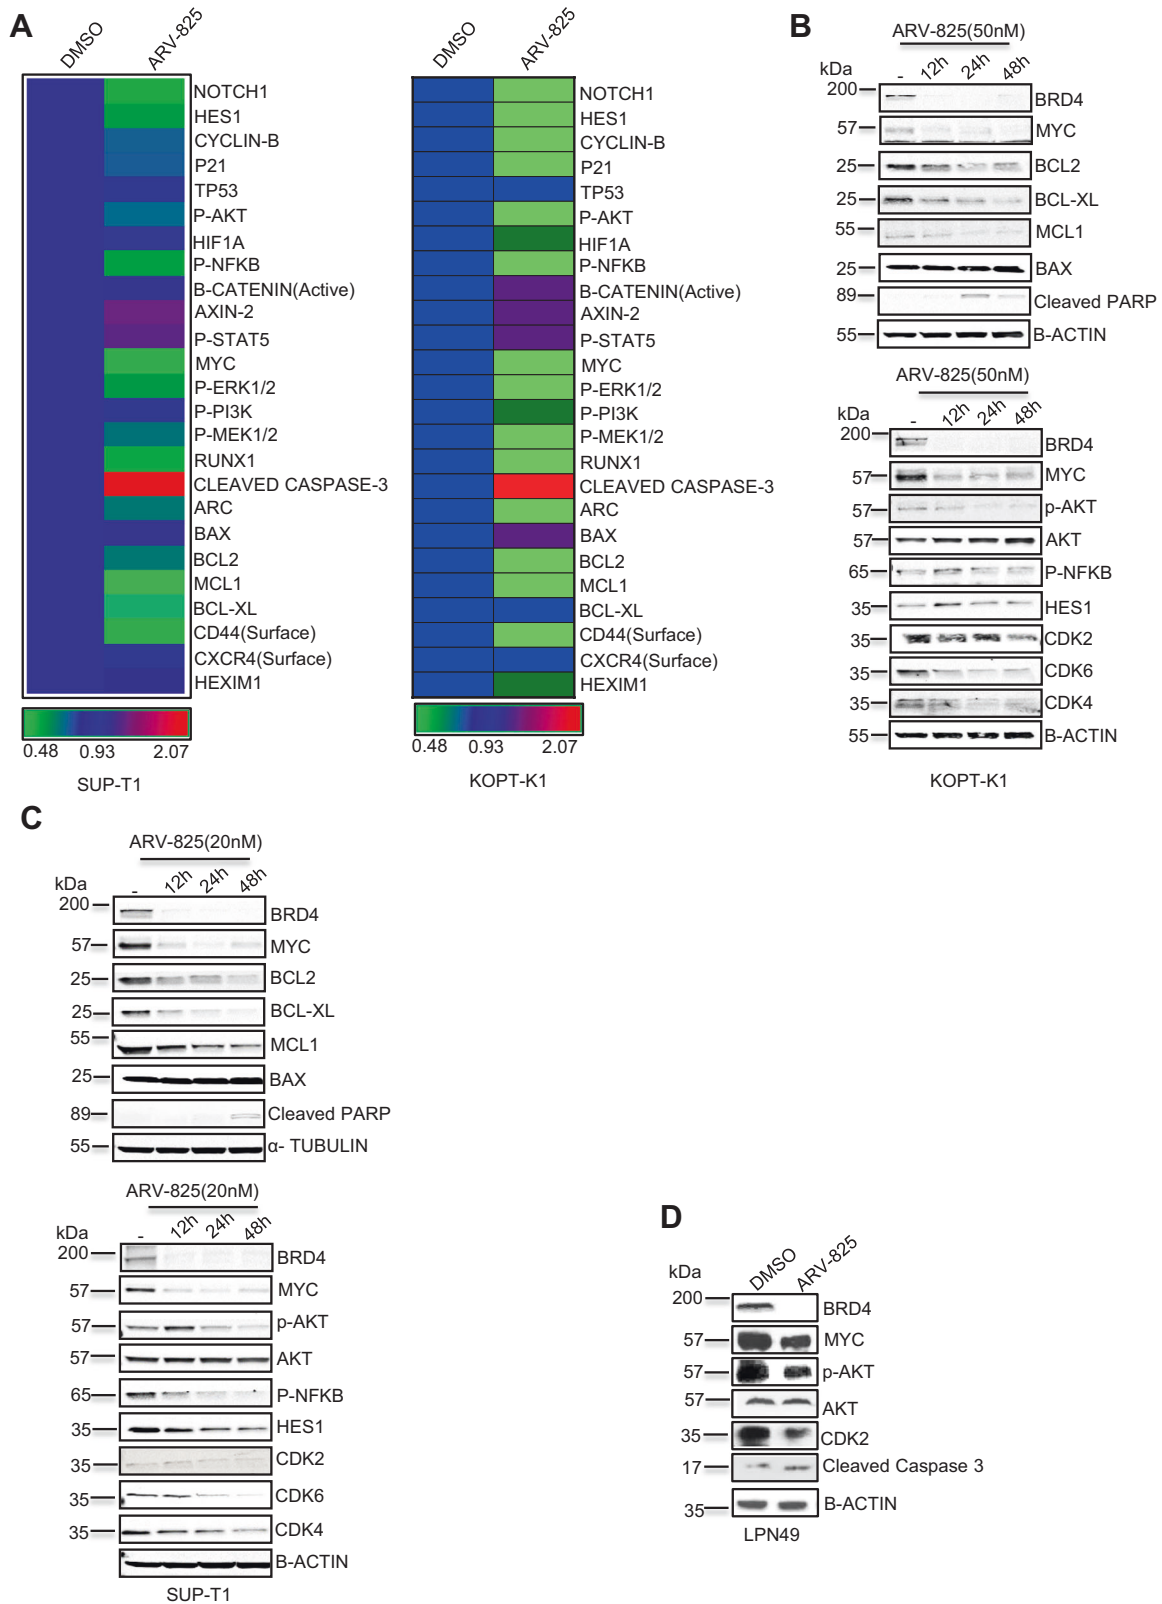 A
DMSO
ARV-825
NOTCH1
HES1
CYCLIN-B
P21
TP53
P-AKT
HIF1A
P-NFKB
B-CATENIN(Active)
AXIN-2
P-STAT5
MYC
P-ERK1/2
P-PI3K
P-MEK1/2
RUNX1
CLEAVED CASPASE-3
ARC
BAX
BCL2
MCL1
BCL-XL
CD44(Surface)
CXCR4(Surface)
HEXIM1
0.48 0.93 2.07
SUP-T1
DMSO
ARV-825
NOTCH1
HES1
CYCLIN-B
P21
TP53
P-AKT
HIF1A
P-NFKB
B-CATENIN(Active)
AXIN-2
P-STAT5
MYC
P-ERK1/2
P-PI3K
P-MEK1/2
RUNX1
CLEAVED CASPASE-3
ARC
BAX
BCL2
MCL1
BCL-XL
CD44(Surface)
CXCR4(Surface)
HEXIM1
0.48 0.93 2.07
KOPT-K1
B
ARV-825(50nM)
kDa - 12h 24h 48h
200 BRD4
57 MYC
25 BCL2
25 BCL-XL
55 MCL1
25 BAX
89 Cleaved PARP
55 B-ACTIN
ARV-825(50nM)
kDa - 12h 24h 48h
200 BRD4
57 MYC
57 p-AKT
57 AKT
65 P-NFKB
35 HES1
35 CDK2
35 CDK6
35 CDK4
55 B-ACTIN
KOPT-K1
C
ARV-825(20nM)
kDa - 12h 24h 48h
200 BRD4
57 MYC
25 BCL2
25 BCL-XL
55 MCL1
25 BAX
89 Cleaved PARP
55 α- TUBULIN
ARV-825(20nM)
kDa - 12h 24h 48h
200 BRD4
57 MYC
57 p-AKT
57 AKT
65 P-NFKB
35 HES1
35 CDK2
35 CDK6
35 CDK4
55 B-ACTIN
SUP-T1
D
kDa DMSO ARV-825
200 BRD4
57 MYC
57 p-AKT
57 AKT
35 CDK2
17 Cleaved Caspase 3
35 B-ACTIN
LPN49